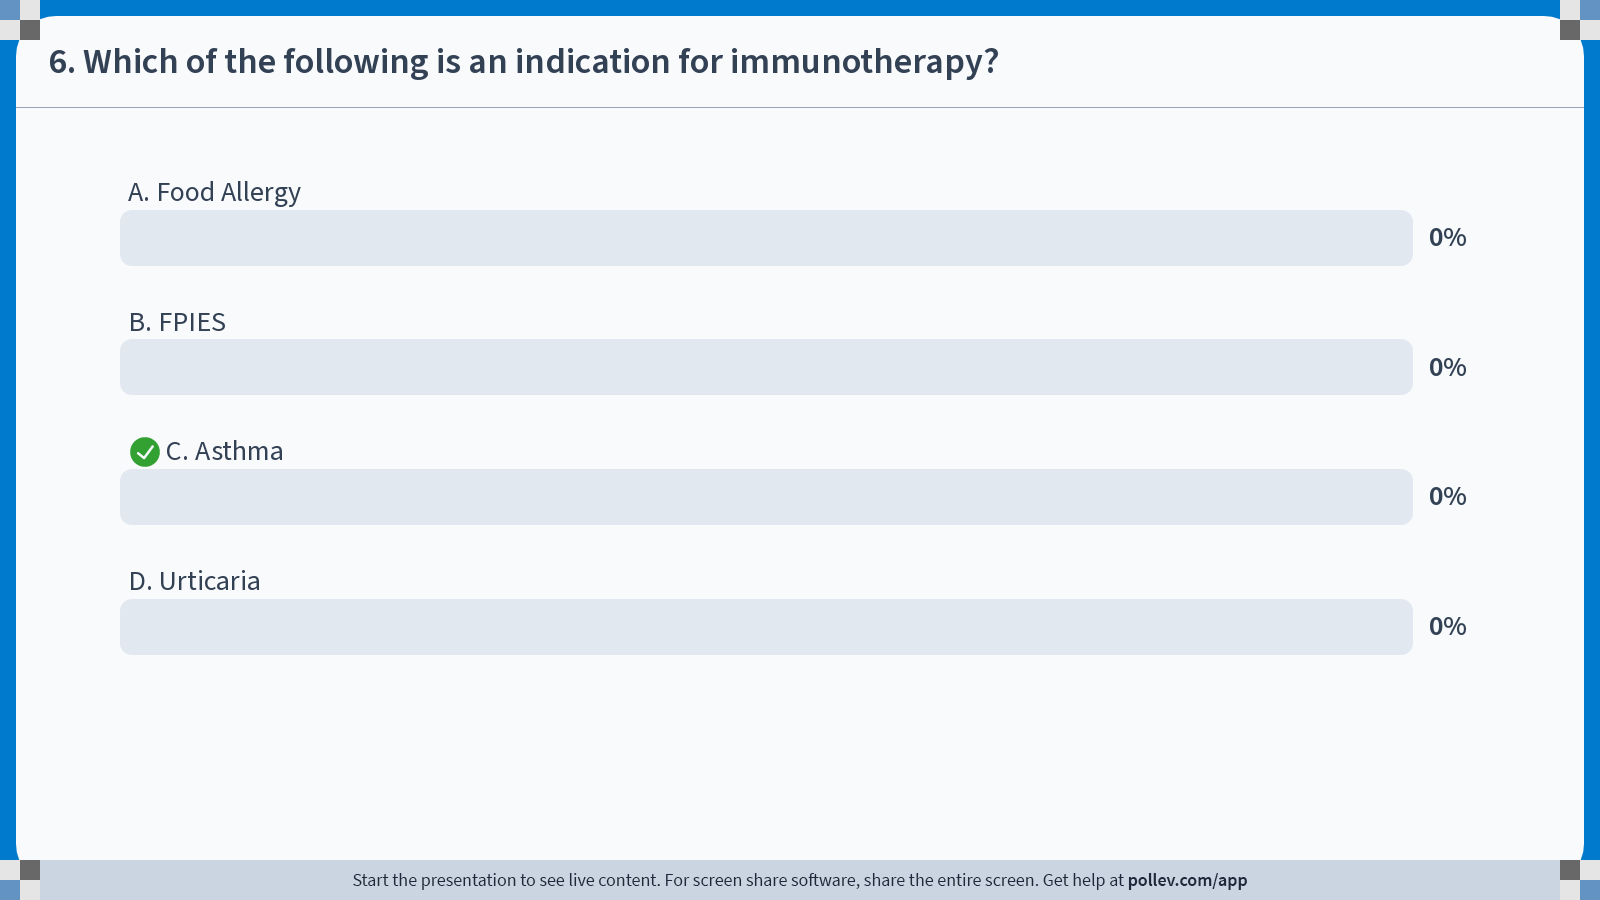 6. Which of the following is an indication for immunotherapy?
A. Food Allergy
0%
B. FPIES
0%
C. Asthma
0%
D. Urticaria
0%
Start the presentation to see live content. For screen share software, share the entire screen. Get help at pollev.com/app